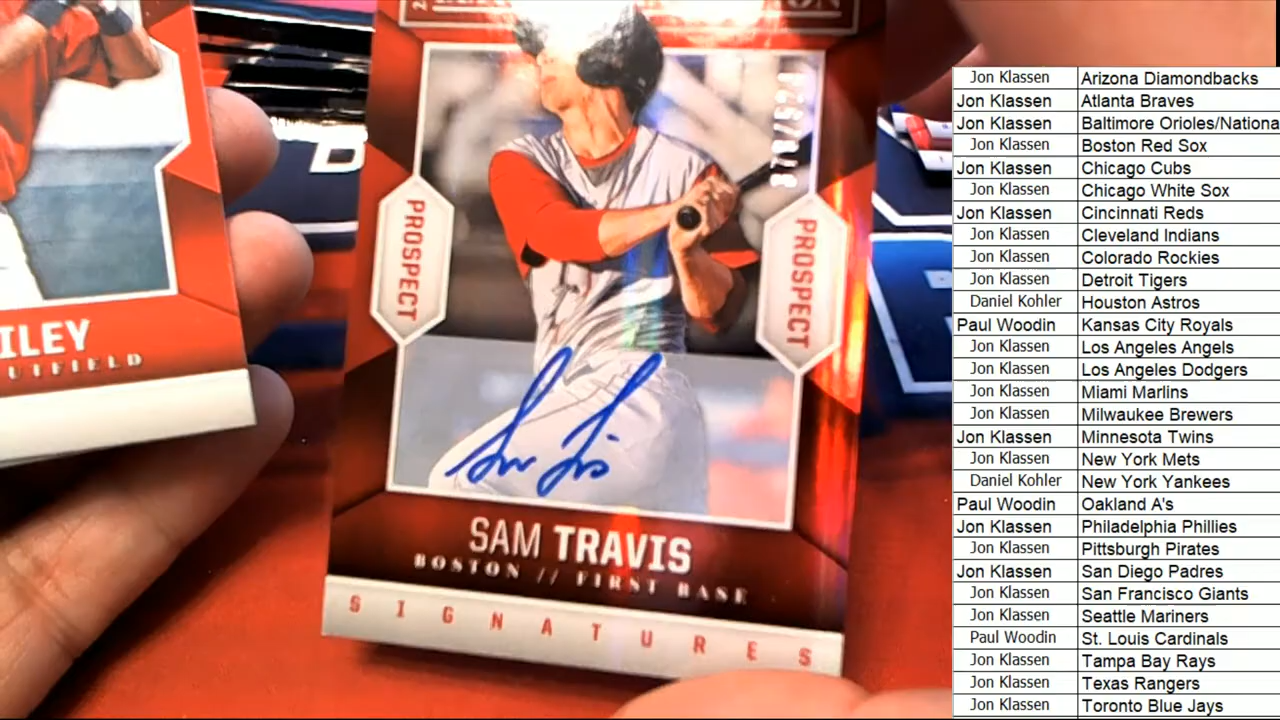 PROSPECT
PROSPECT
SAM TRAVIS
BOSTON // FIRST BASE
SIGNATURES
ILEY
UTFIELD
Jon Klassen Arizona Diamondbacks
Jon Klassen Atlanta Braves
Jon Klassen Baltimore Orioles/Nationa
Jon Klassen Boston Red Sox
Jon Klassen Chicago Cubs
Jon Klassen Chicago White Sox
Jon Klassen Cincinnati Reds
Jon Klassen Cleveland Indians
Jon Klassen Colorado Rockies
Jon Klassen Detroit Tigers
Daniel Kohler Houston Astros
Paul Woodin Kansas City Royals
Jon Klassen Los Angeles Angels
Jon Klassen Los Angeles Dodgers
Jon Klassen Miami Marlins
Jon Klassen Milwaukee Brewers
Jon Klassen Minnesota Twins
Jon Klassen New York Mets
Daniel Kohler New York Yankees
Paul Woodin Oakland A's
Jon Klassen Philadelphia Phillies
Jon Klassen Pittsburgh Pirates
Jon Klassen San Diego Padres
Jon Klassen San Francisco Giants
Jon Klassen Seattle Mariners
Paul Woodin St. Louis Cardinals
Jon Klassen Tampa Bay Rays
Jon Klassen Texas Rangers
Jon Klassen Toronto Blue Jays